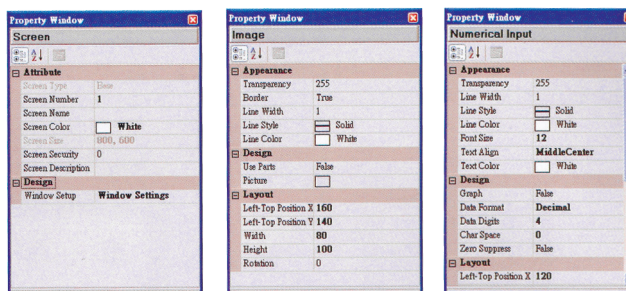 Property Window
Screen
Attribute
Screen Type Base
Screen Number 1
Screen Name
Screen Color White
Screen Size 800, 600
Screen Security 0
Screen Description
Design
Window Setup Window Settings
Property Window
Image
Appearance
Transparency 255
Border True
Line Width 1
Line Style Solid
Line Color White
Design
Use Parts False
Picture
Layout
Left-Top Position X 160
Left-Top Position Y 140
Width 80
Height 100
Rotation 0
Property Window
Numerical Input
Appearance
Transparency 255
Line Width 1
Line Style Solid
Line Color White
Font Size 12
Text Align MiddleCenter
Text Color White
Design
Graph False
Data Format Decimal
Data Digits 4
Char Space 0
Zero Suppress False
Layout
Left-Top Position X 120